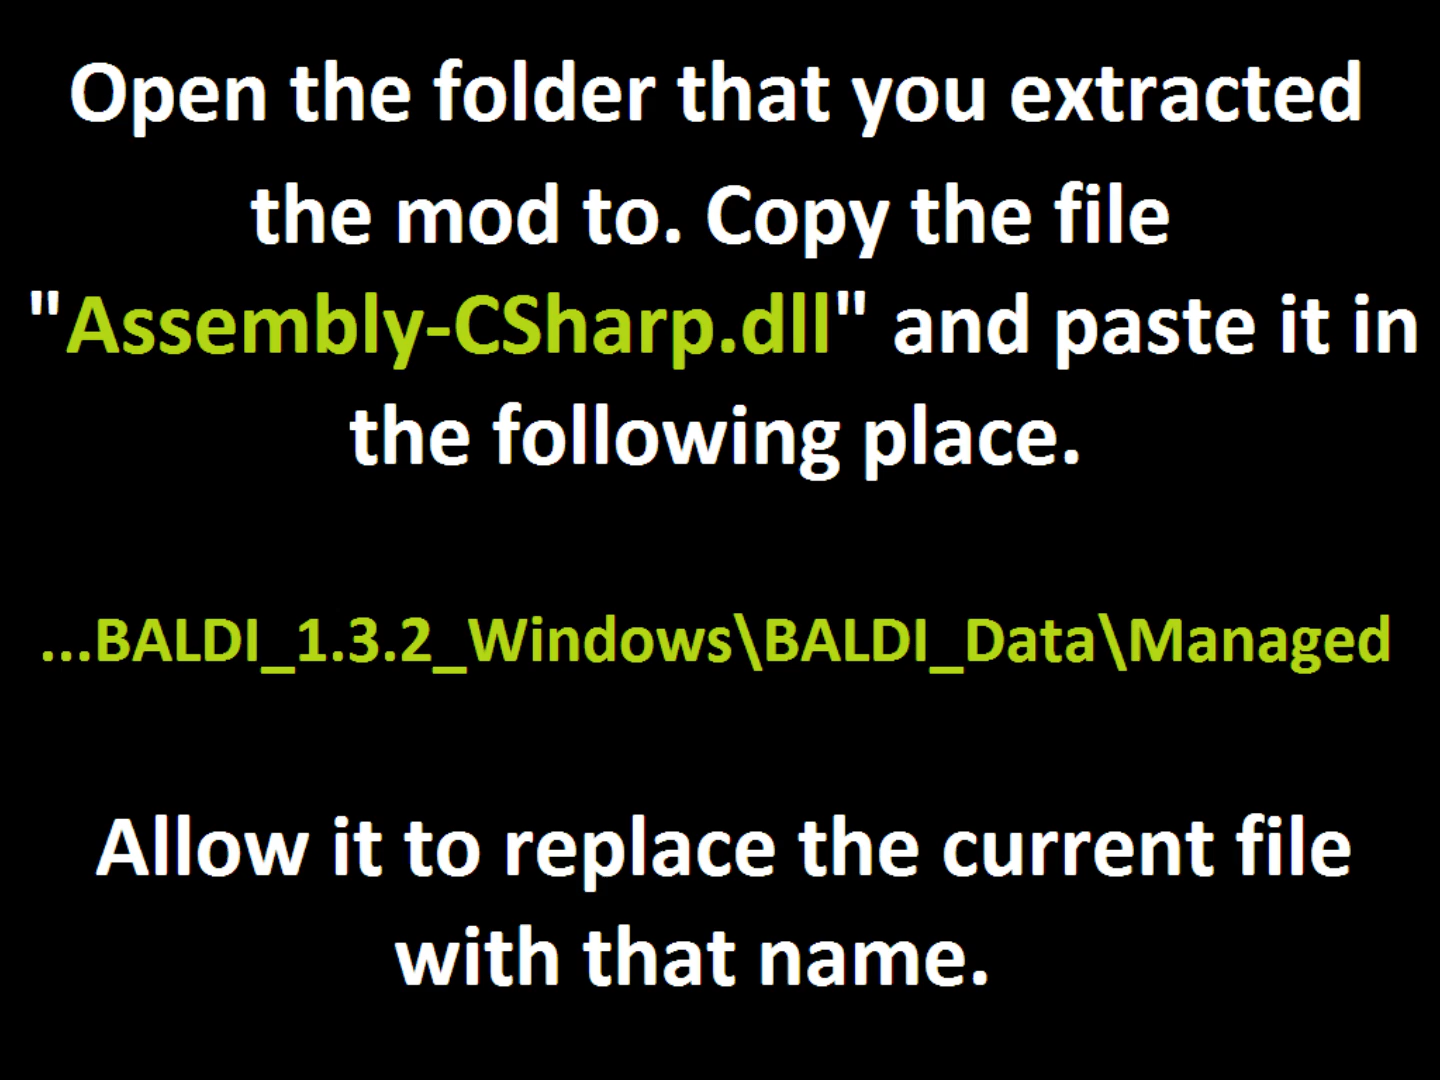 Open the folder that you extracted
the mod to. Copy the file
"Assembly-CSharp.dll" and paste it in
the following place.
...BALDI_1.3.2_Windows\BALDI_Data\Managed
Allow it to replace the current file
with that name.